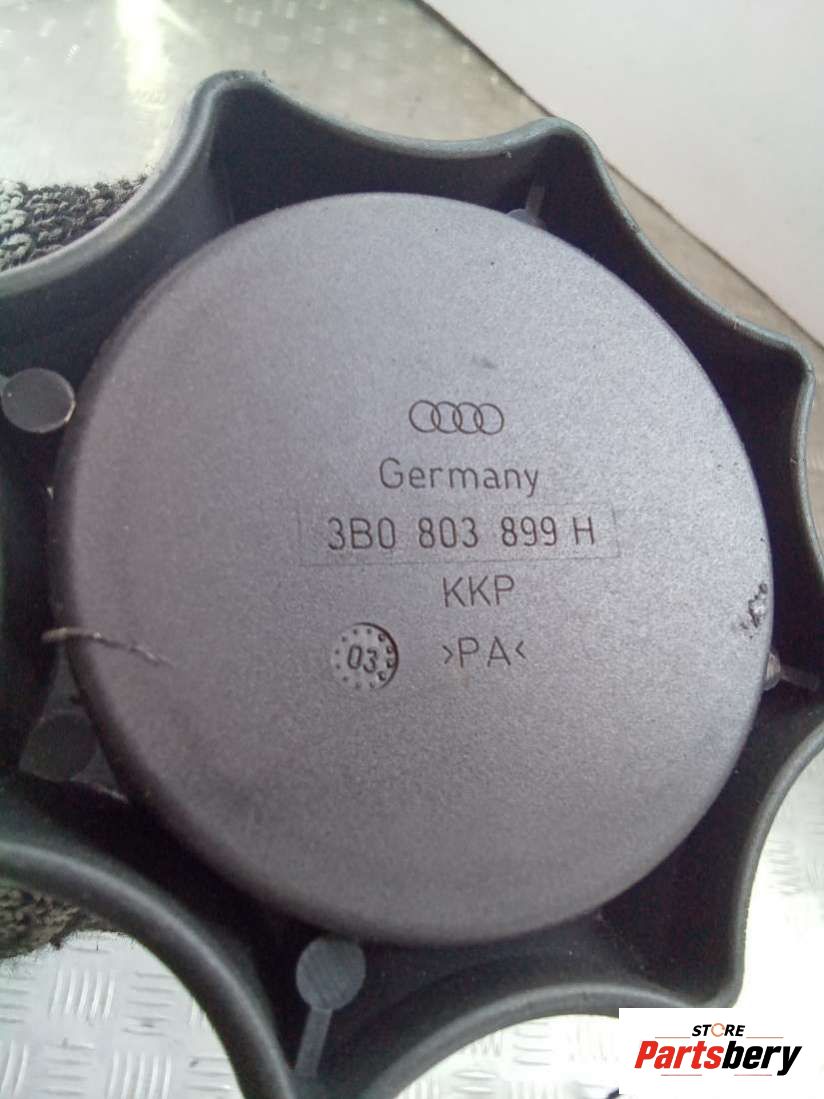 Germany
3B0 803 899 H
KKP
03
>PA<
STORE
Partsbery